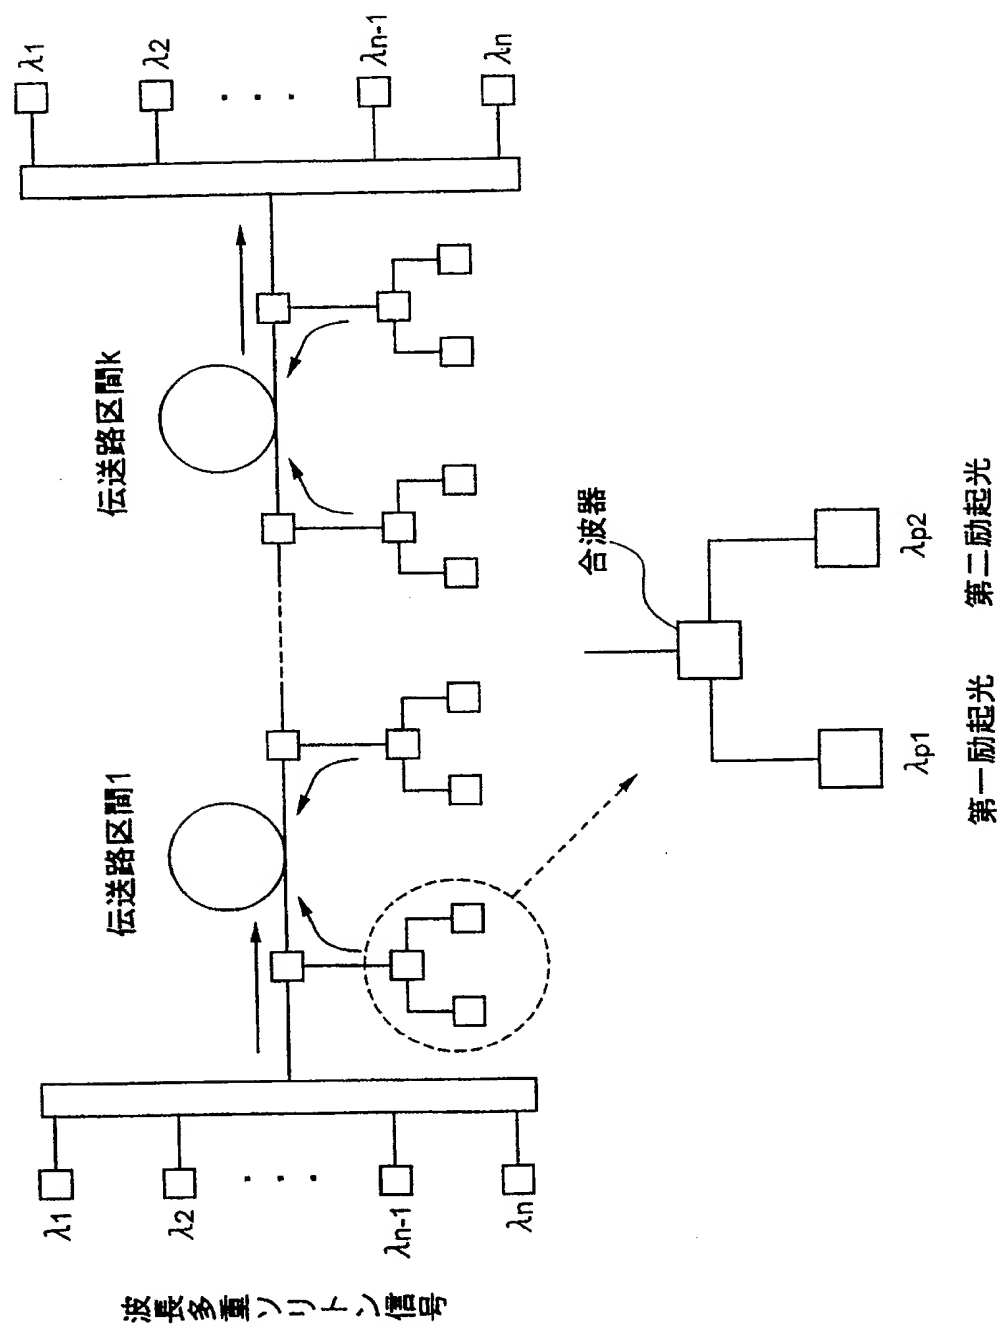 波長多重ソリトン信号
λ1
λ2
λn-1
λn
伝送路区間1
伝送路区間k
λ1
λ2
λn-1
λn
合波器
λp1
λp2
第一励起光
第二励起光